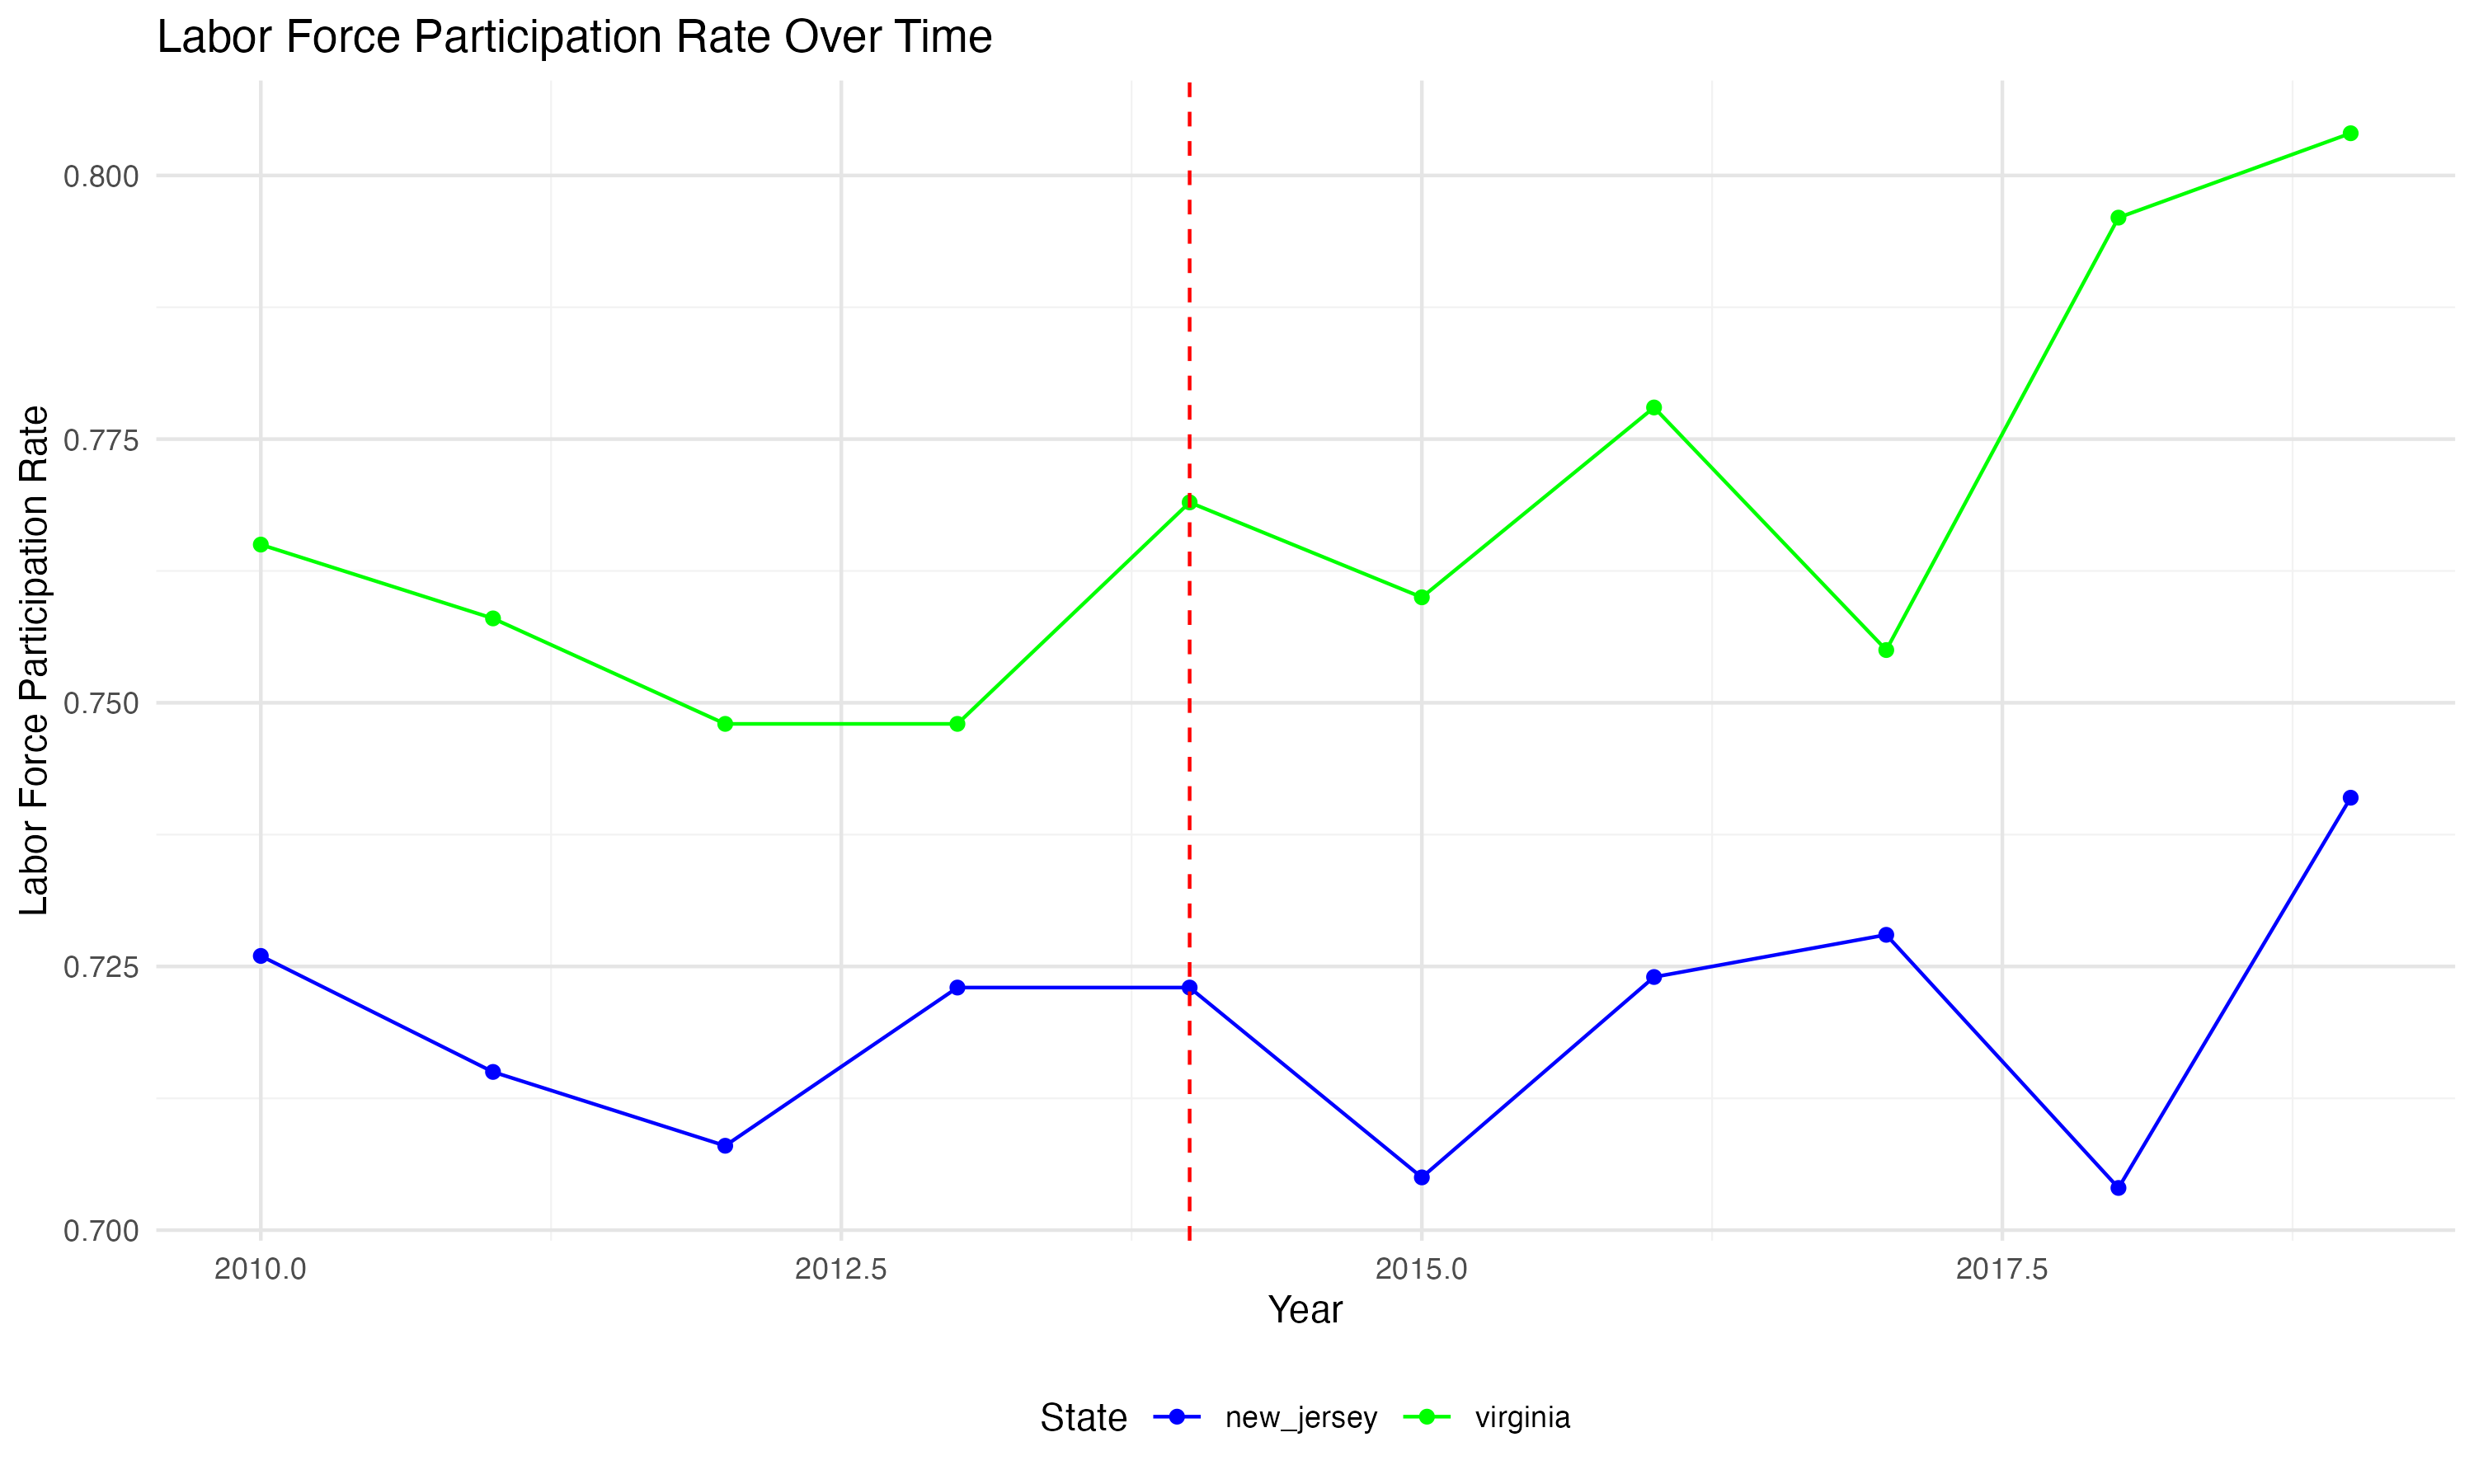 Labor Force Participation Rate Over Time
Labor Force Participation Rate
0.800
0.775
0.750
0.725
0.700
2010.0 2012.5 2015.0 2017.5
Year
State new_jersey virginia